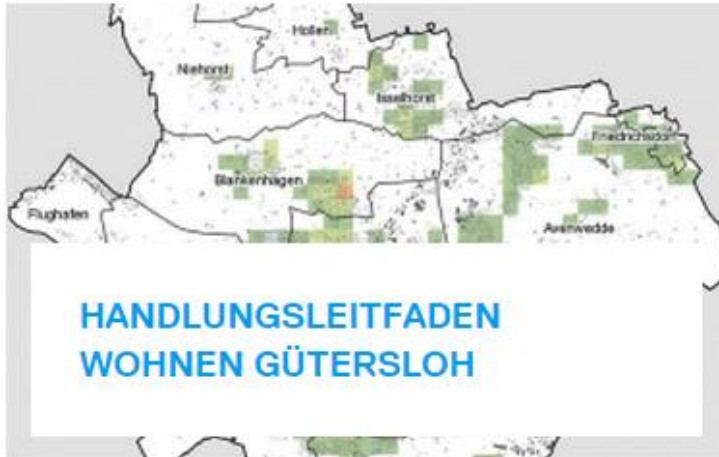 Hollen
Niehorst
Isselhorst
Friedrichsdorf
Blankenhagen
Flughafen
Avenwedde
HANDLUNGSLEITFADEN
WOHNEN GÜTERSLOH